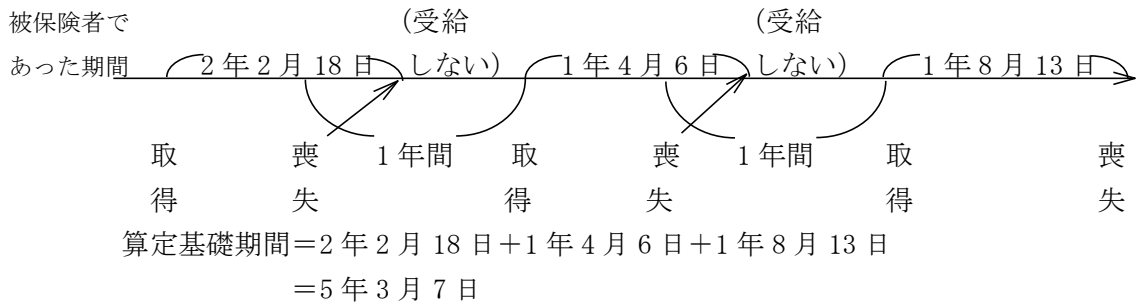 被保険者で (受給 (受給
あった期間 2年2月18日 しない) 1年4月6日 しない) 1年8月13日
取 喪 1年間 取 喪 1年間 取 喪
得 失 得 失 得 失
算定基礎期間=2年2月18日+1年4月6日+1年8月13日
=5年3月7日